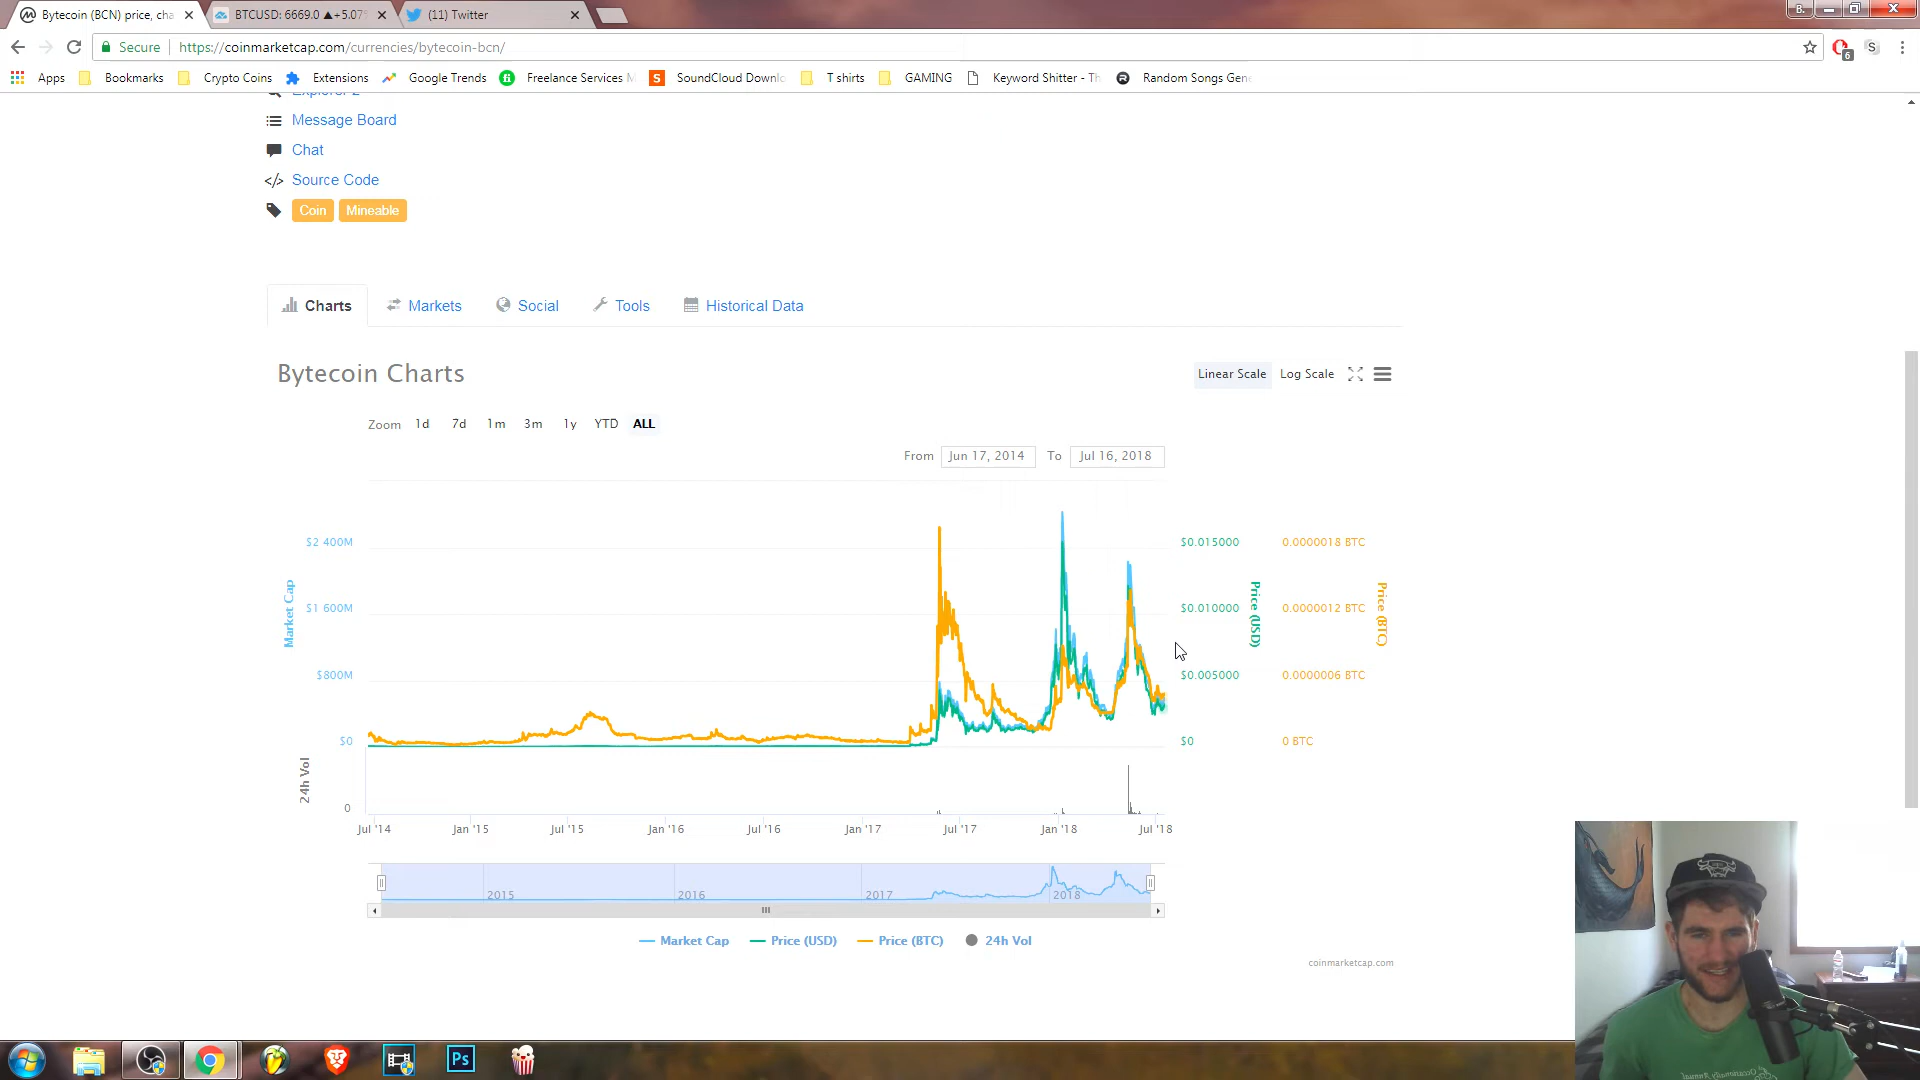 Bytecoin (BCN) price, cha
BTCUSD: 6669.0 ▲+5.07%
(11) Twitter
B.
Secure
https://coinmarketcap.com/currencies/bytecoin-bcn/
6
S
Apps
Bookmarks
Crypto Coins
Extensions
Google Trends
Freelance Services M
SoundCloud Downlo
T shirts
GAMING
Keyword Shitter - Th
Random Songs Gene
Explorer 2
Message Board
Chat
</> Source Code
Coin Mineable
Charts
Markets
Social
Tools
Historical Data
Bytecoin Charts
Linear Scale
Log Scale
Zoom 1d 7d 1m 3m 1y YTD ALL
From Jun 17, 2014 To Jul 16, 2018
Market Cap
$2 400M
$1 600M
$800M
$0
24h Vol
0
$0.015000
$0.010000
$0.005000
$0
Price (USD)
0.0000018 BTC
0.0000012 BTC
0.0000006 BTC
0 BTC
Price (BTC)
Jul '14 Jan '15 Jul '15 Jan '16 Jul '16 Jan '17 Jul '17 Jan '18 Jul '18
2015 2016 2017 2018
Market Cap Price (USD) Price (BTC) 24h Vol
coinmarketcap.com
Ps